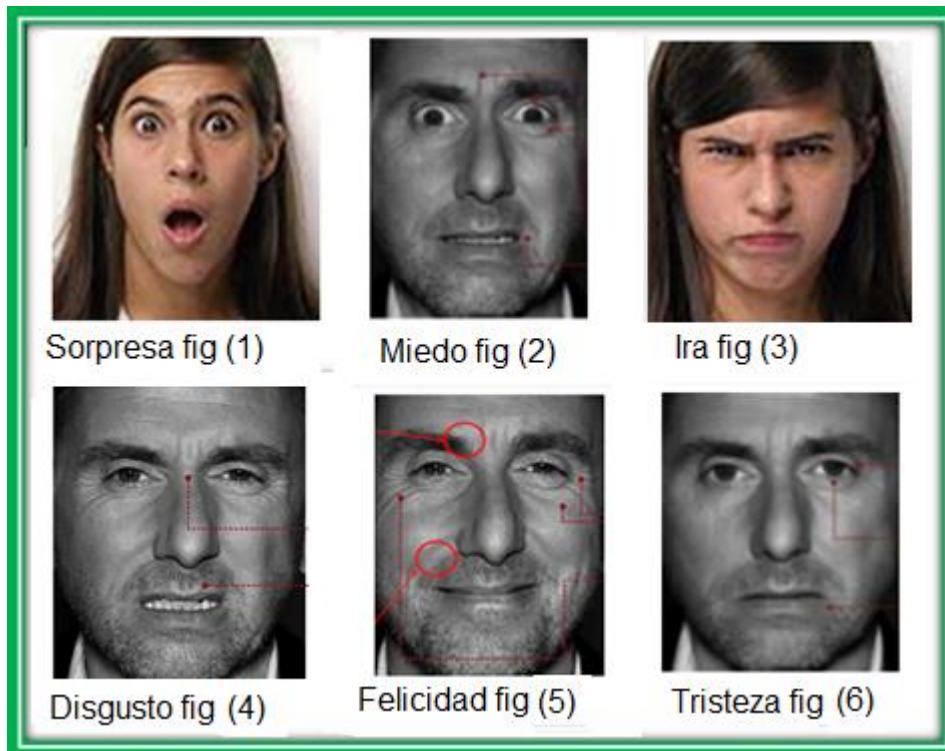 Sorpresa fig (1)
Miedo fig (2)
Ira fig (3)
Disgusto fig (4)
Felicidad fig (5)
Tristeza fig (6)